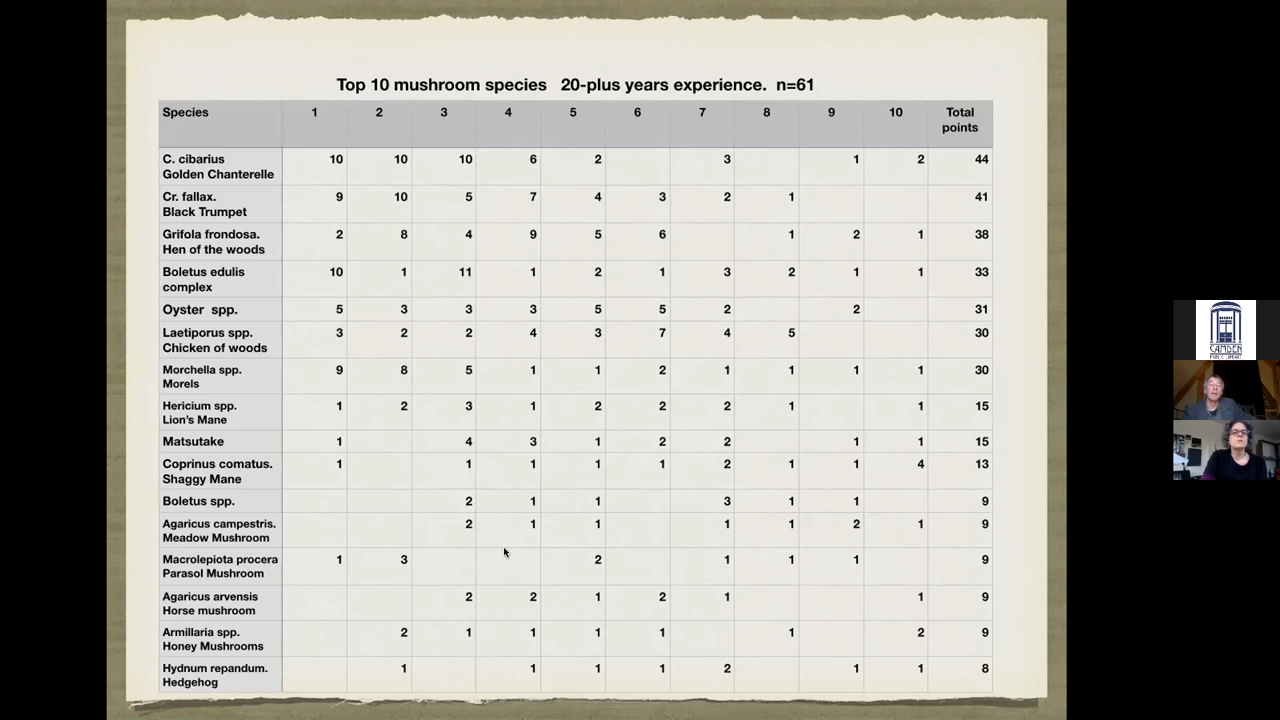 Top 10 mushroom species 20-plus years experience. n=61
Species 1 2 3 4 5 6 7 8 9 10 Total points
C. cibarius 10 10 10 6 2 3 1 2 44
Golden Chanterelle
Cr. fallax. 9 10 5 7 4 3 2 1 41
Black Trumpet
Grifola frondosa. 2 8 4 9 5 6 1 2 1 38
Hen of the woods
Boletus edulis 10 1 11 1 2 1 3 2 1 1 33
complex
Oyster spp. 5 3 3 3 5 5 2 2 31
Laetiporus spp. 3 2 2 4 3 7 4 5 30
Chicken of woods
Morchella spp. 9 8 5 1 1 2 1 1 1 1 30
Morels
Hericium spp. 1 2 3 1 2 2 2 1 1 15
Lion's Mane
Matsutake 1 4 3 1 2 2 1 1 15
Coprinus comatus. 1 1 1 1 1 2 1 1 4 13
Shaggy Mane
Boletus spp. 2 1 1 3 1 1 9
Agaricus campestris. 2 1 1 1 1 2 1 9
Meadow Mushroom
Macrolepiota procera 1 3 2 1 1 1 9
Parasol Mushroom
Agaricus arvensis 2 2 1 2 1 1 9
Horse mushroom
Armillaria spp. 2 1 1 1 1 1 2 9
Honey Mushrooms
Hydnum repandum. 1 1 1 1 2 1 1 8
Hedgehog
CAMDEN